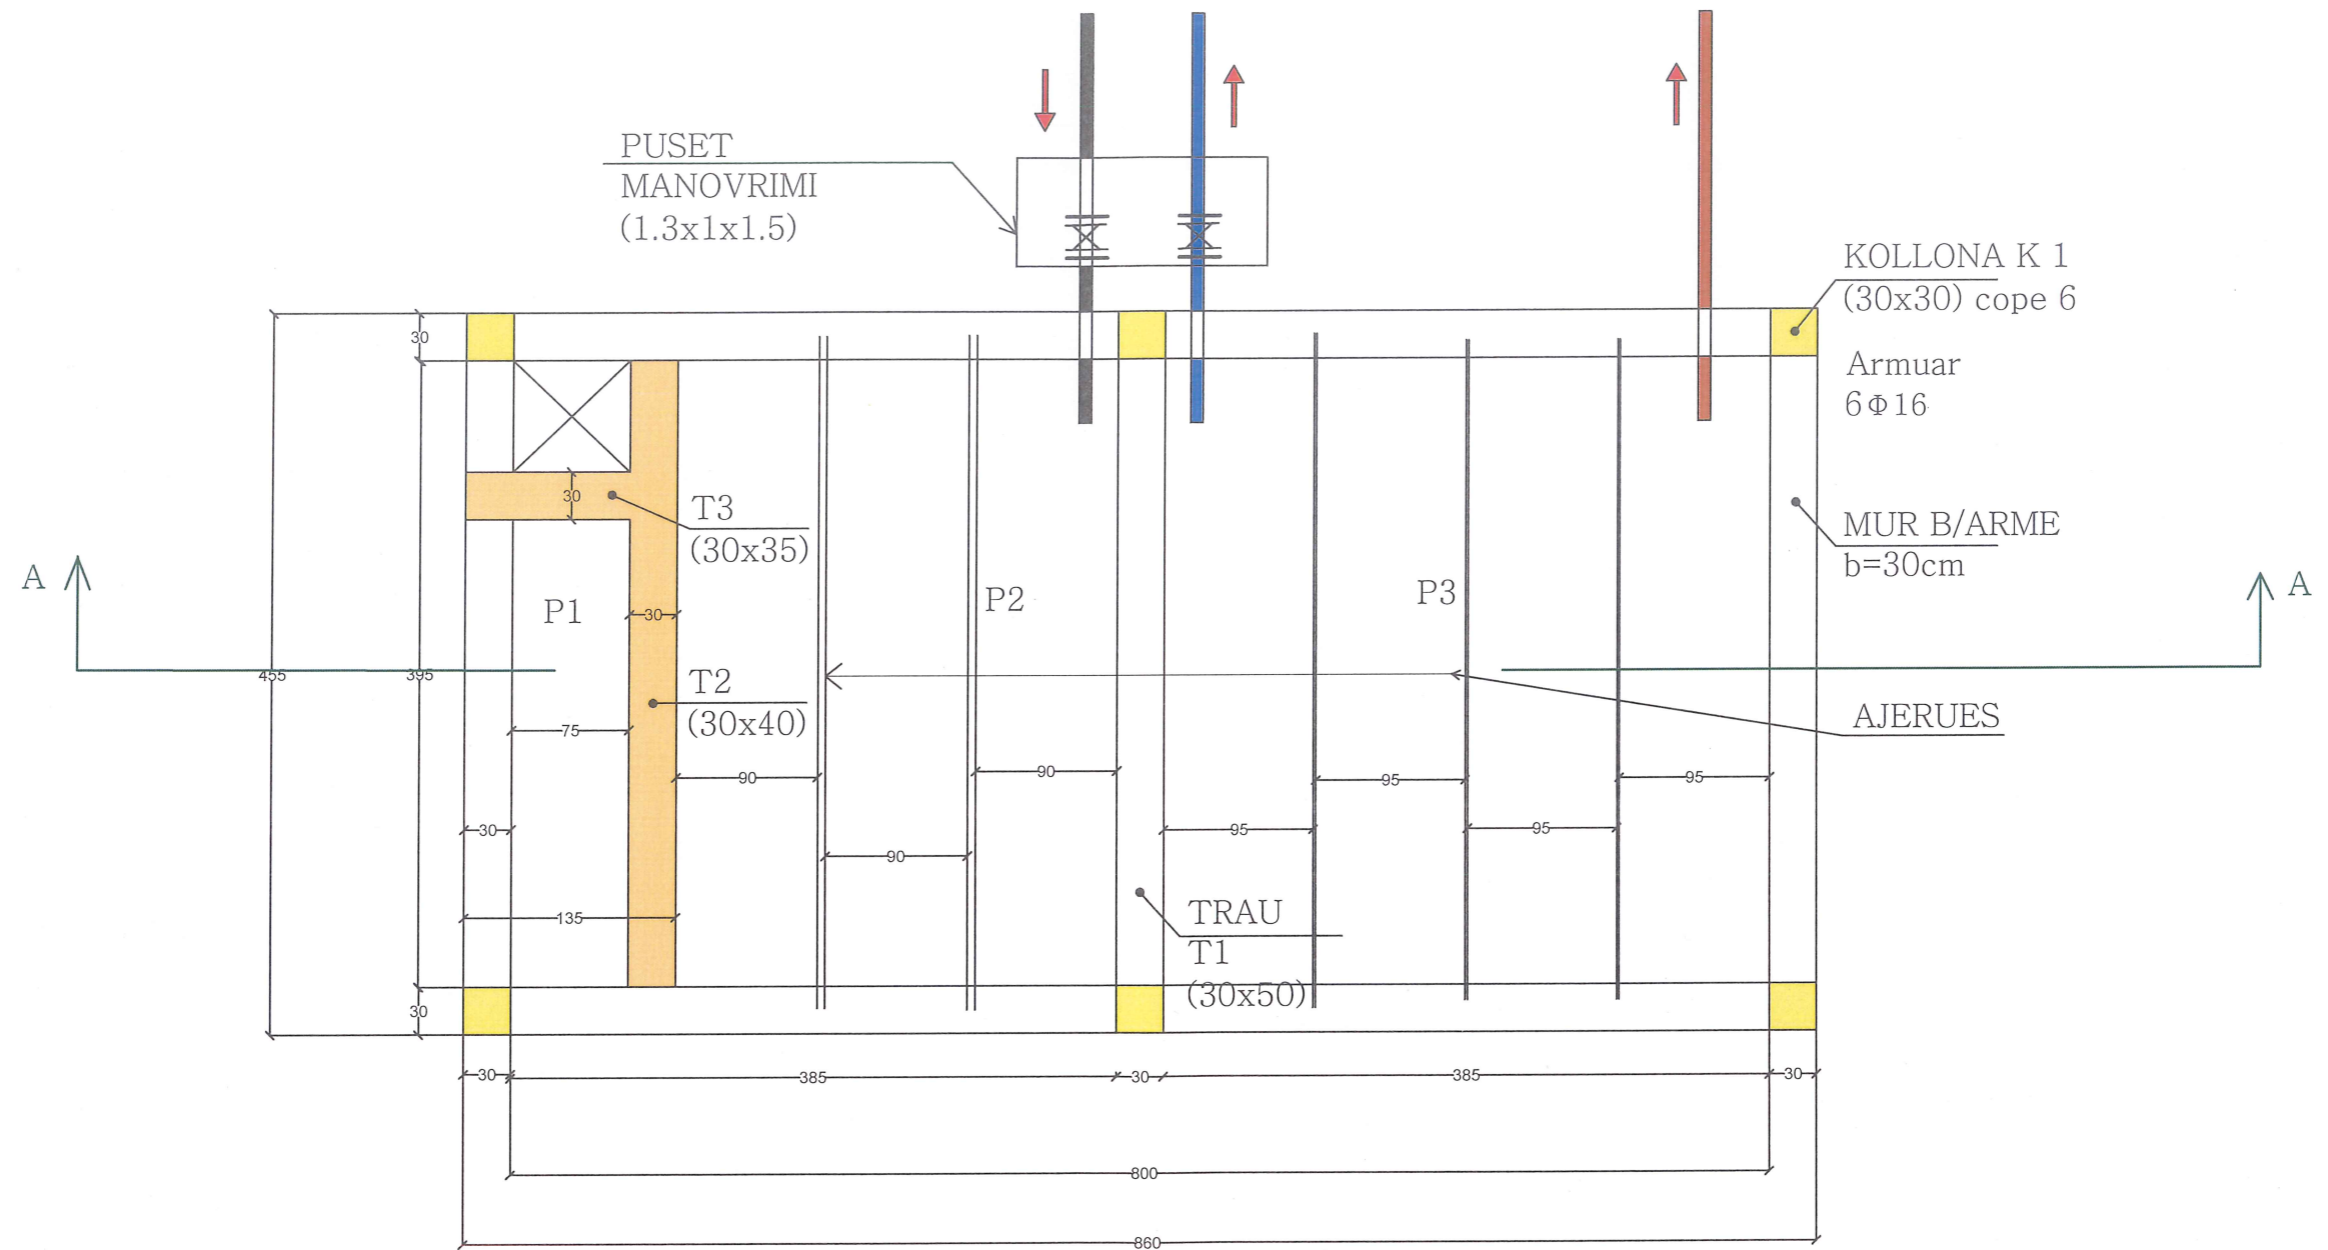 PUSET
MANOVRIMI
(1.3x1x1.5)
KOLLONA K 1
(30x30) cope 6
Armuar
6Φ16
30
30
T3
(30x35)
MUR B/ARME
b=30cm
A
A
P1
P2
P3
30
455
395
T2
(30x40)
AJERUES
75
90
90
95
95
30
95
95
90
135
TRAU
T1
(30x50)
30
30
385
30
385
30
800
860